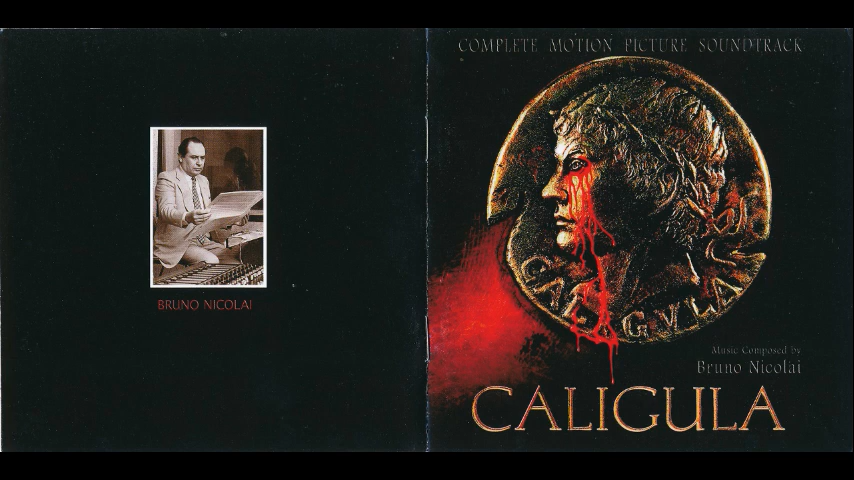 BRUNO NICOLAI
COMPLETE MOTION PICTURE SOUNDTRACK
CALIGVLA
Music Composed by
Bruno Nicolai
CALIGULA